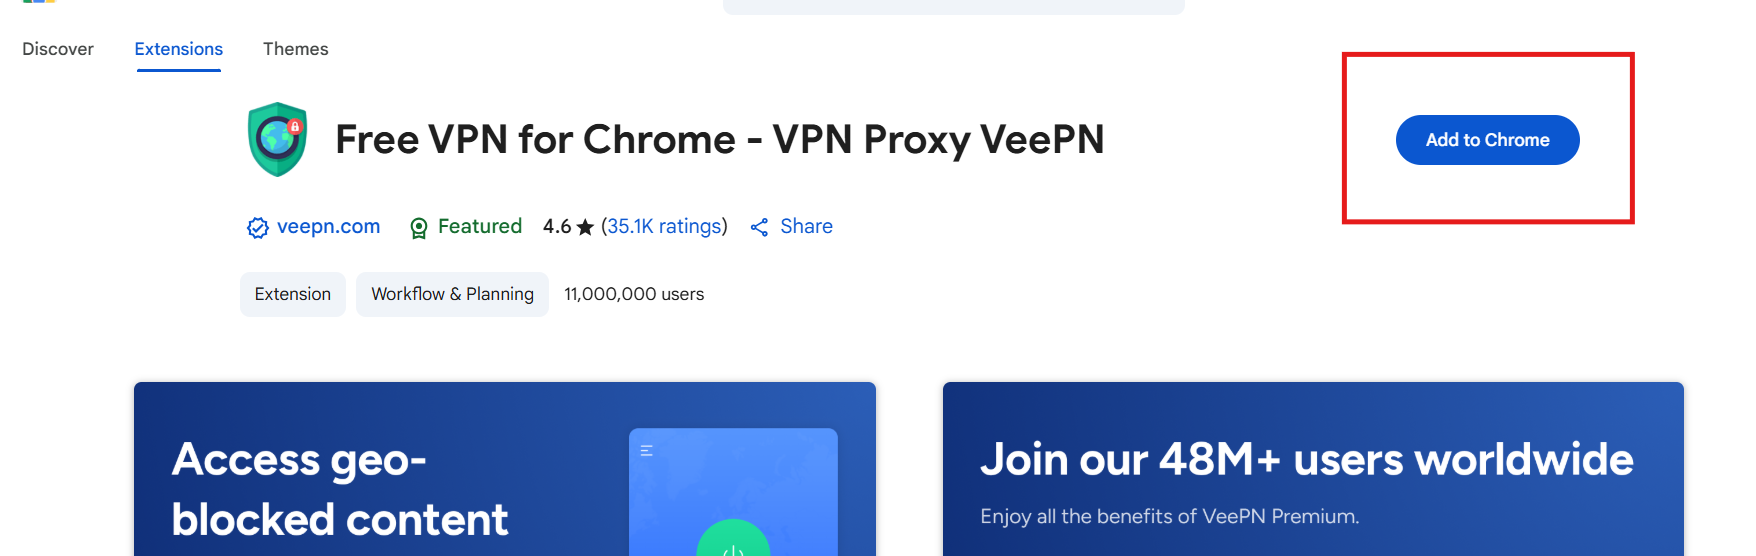 Discover Extensions Themes
Free VPN for Chrome - VPN Proxy VeePN
Add to Chrome
veepn.com Featured 4.6 ★ (35.1K ratings) Share
Extension Workflow & Planning 11,000,000 users
Access geo-
blocked content
Join our 48M+ users worldwide
Enjoy all the benefits of VeePN Premium.